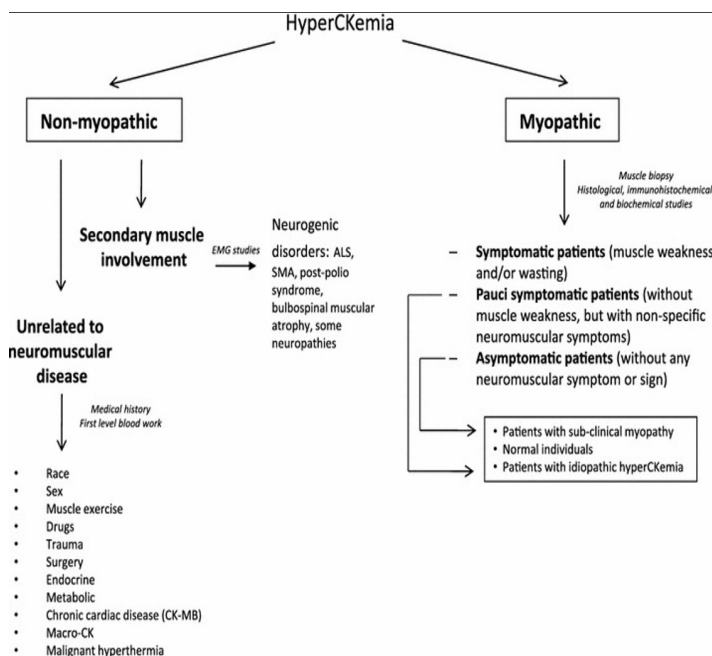 HyperCKemia
Non-myopathic
Myopathic
Muscle biopsy
Histological, immunohistochemical
and biochemical studies
Secondary muscle
involvement
EMG studies
Neurogenic
disorders: ALS,
SMA, post-polio
syndrome,
bulbospinal muscular
atrophy, some
neuropathies
Unrelated to
neuromuscular
disease
Medical history
First level blood work
• Race
• Sex
• Muscle exercise
• Drugs
• Trauma
• Surgery
• Endocrine
• Metabolic
• Chronic cardiac disease (CK-MB)
• Macro-CK
• Malignant hyperthermia
– Symptomatic patients (muscle weakness
and/or wasting)
– Pauci symptomatic patients (without
muscle weakness, but with non-specific
neuromuscular symptoms)
– Asymptomatic patients (without any
neuromuscular symptom or sign)
• Patients with sub-clinical myopathy
• Normal individuals
• Patients with idiopathic hyperCKemia